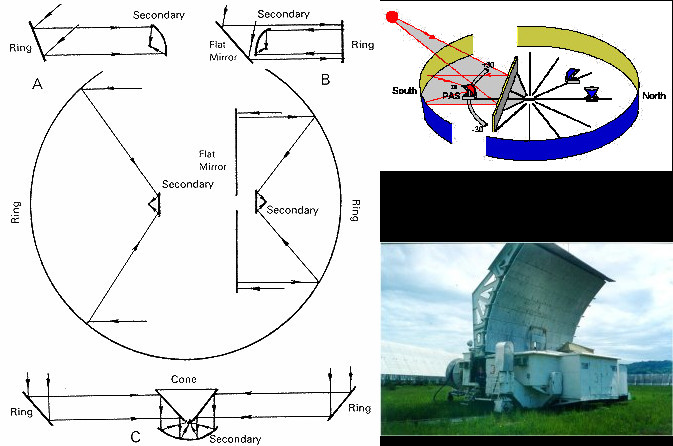 Secondary
Ring
A
Secondary
Flat
Mirror
Ring
B
Flat
Mirror
Secondary
Secondary
Ring
Ring
Cone
Ring
Ring
Secondary
C
South
+30
PAS
-30
North